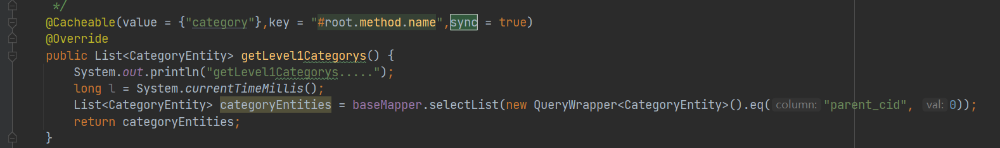 */
@Cacheable(value = {"category"},key = "#root.method.name",sync = true)
@Override
public List<CategoryEntity> getLevel1Categorys() {
System.out.println("getLevel1Categorys.....");
long l = System.currentTimeMillis();
List<CategoryEntity> categoryEntities = baseMapper.selectList(new QueryWrapper<CategoryEntity>().eq( column: "parent_cid", val: 0));
return categoryEntities;
}